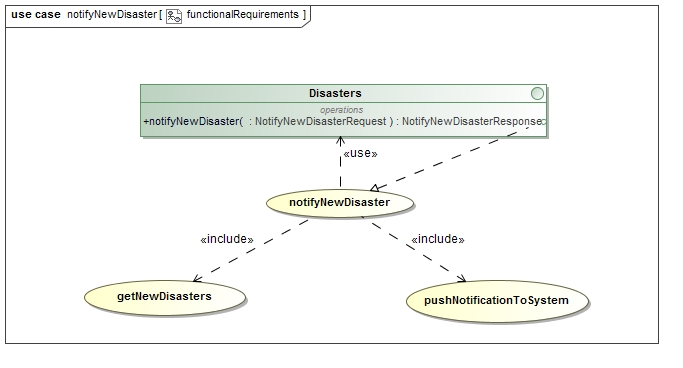 use case notifyNewDisaster [ functionalRequirements ]
Disasters
operations
+notifyNewDisaster( : NotifyNewDisasterRequest ) : NotifyNewDisasterResponse
«use»
notifyNewDisaster
«include» «include»
getNewDisasters pushNotificationToSystem